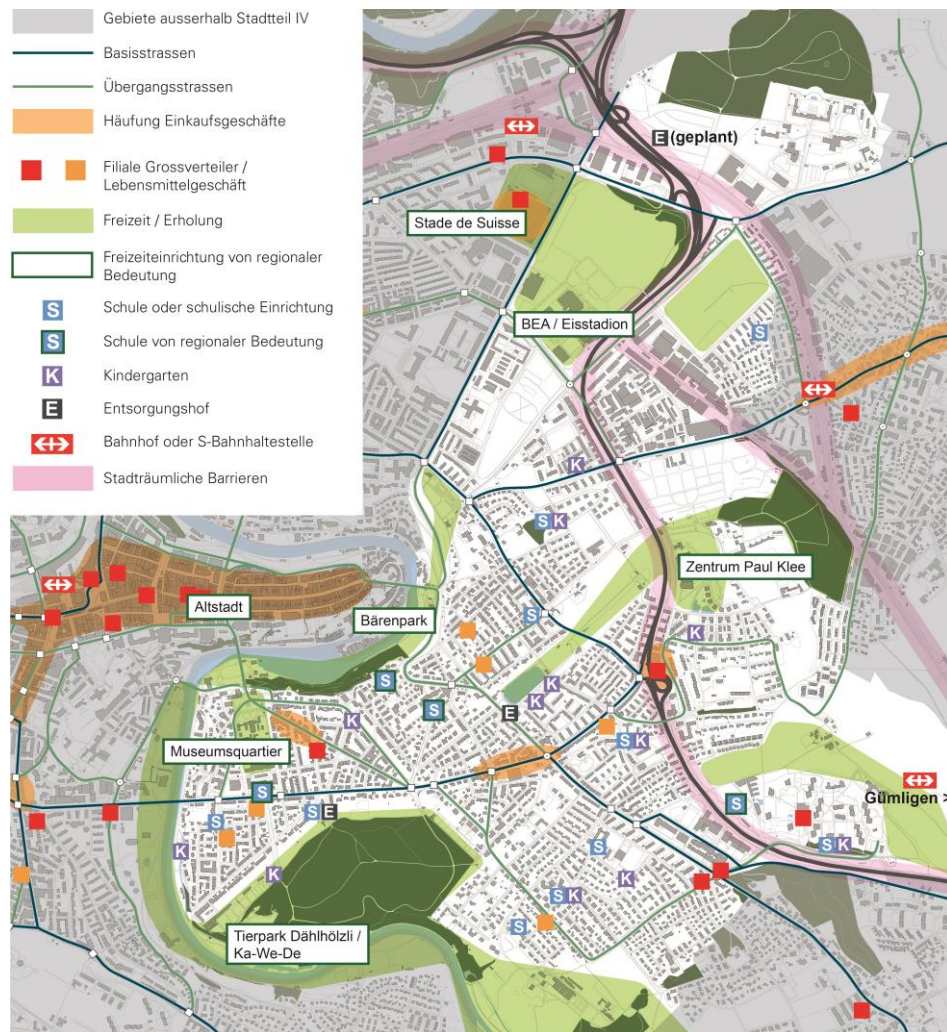 Gebiete ausserhalb Stadtteil IV
Basisstrassen
Übergangsstrassen
Häufung Einkaufsgeschäfte
Filiale Grossverteiler /
Lebensmittelgeschäft
Freizeit / Erholung
Freizeiteinrichtung von regionaler
Bedeutung
S Schule oder schulische Einrichtung
S Schule von regionaler Bedeutung
K Kindergarten
E Entsorgungshof
Bahnhof oder S-Bahnhaltestelle
Stadträumliche Barrieren
E (geplant)
Stade de Suisse
BEA / Eisstadion
S
K
S K
Zentrum Paul Klee
Altstadt
Bärenpark
S
K
S
K
K
S
E
K
S K
Museumsquartier
S
S
S E
S
Gümligen >
S K
S
K
K
S K
K
S
Tierpark Dählhölzli /
Ka-We-De